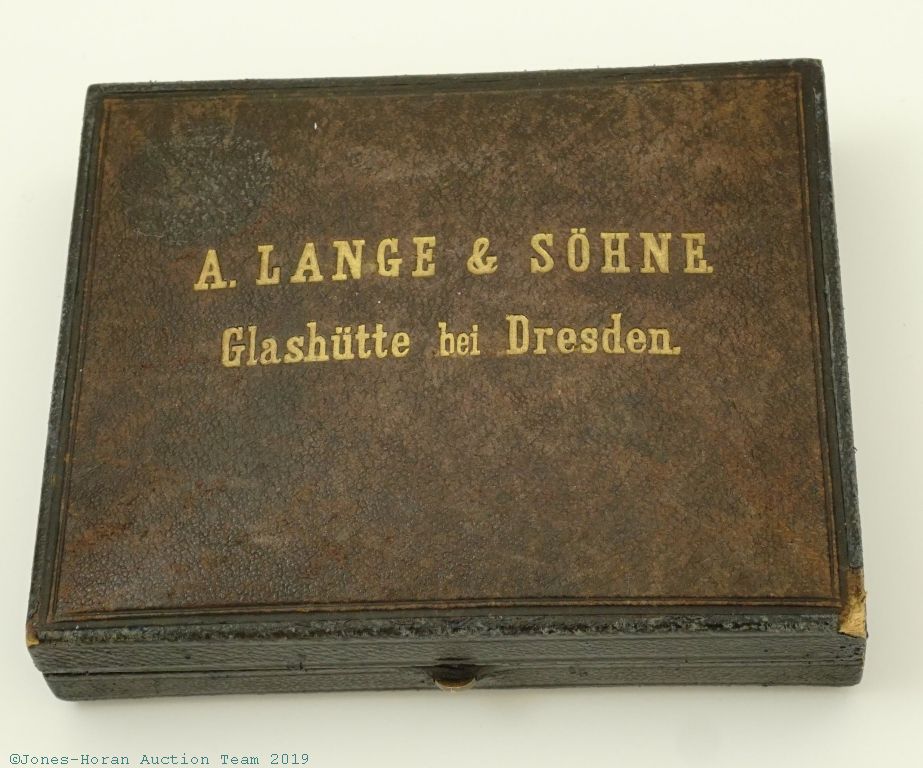 A. LANGE & SÖHNE.
Glashütte bei Dresden.
©Jones-Horan Auction Team 2019